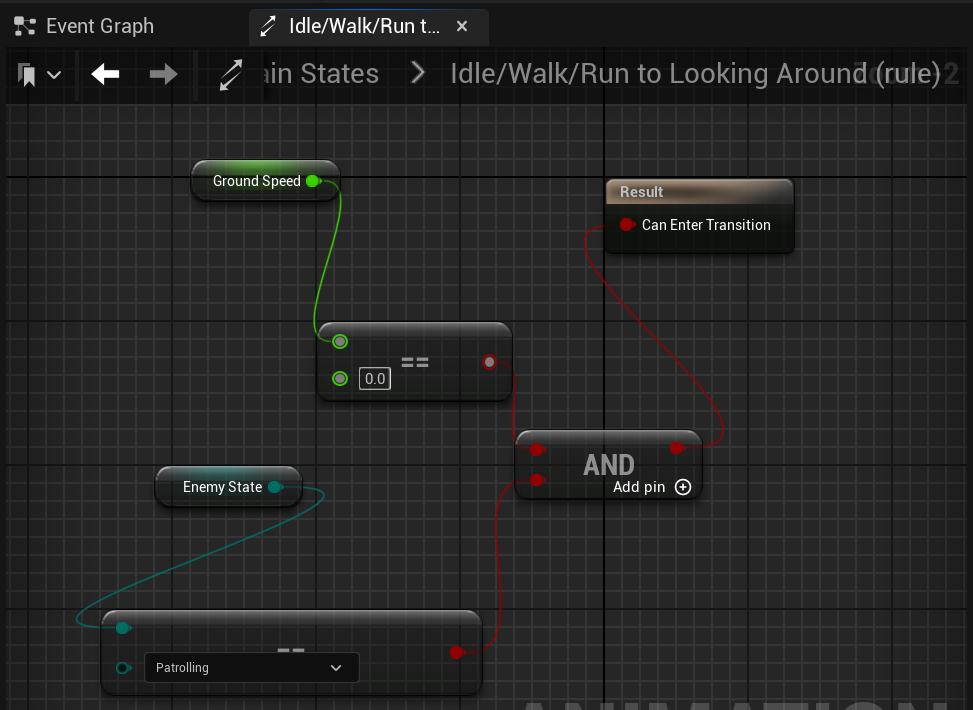 Event Graph
Idle/Walk/Run t...
ain States > Idle/Walk/Run to Looking Around (rule)
Ground Speed
Result
Can Enter Transition
==
0.0
AND
Add pin
Enemy State
==
Patrolling
ANIMATION